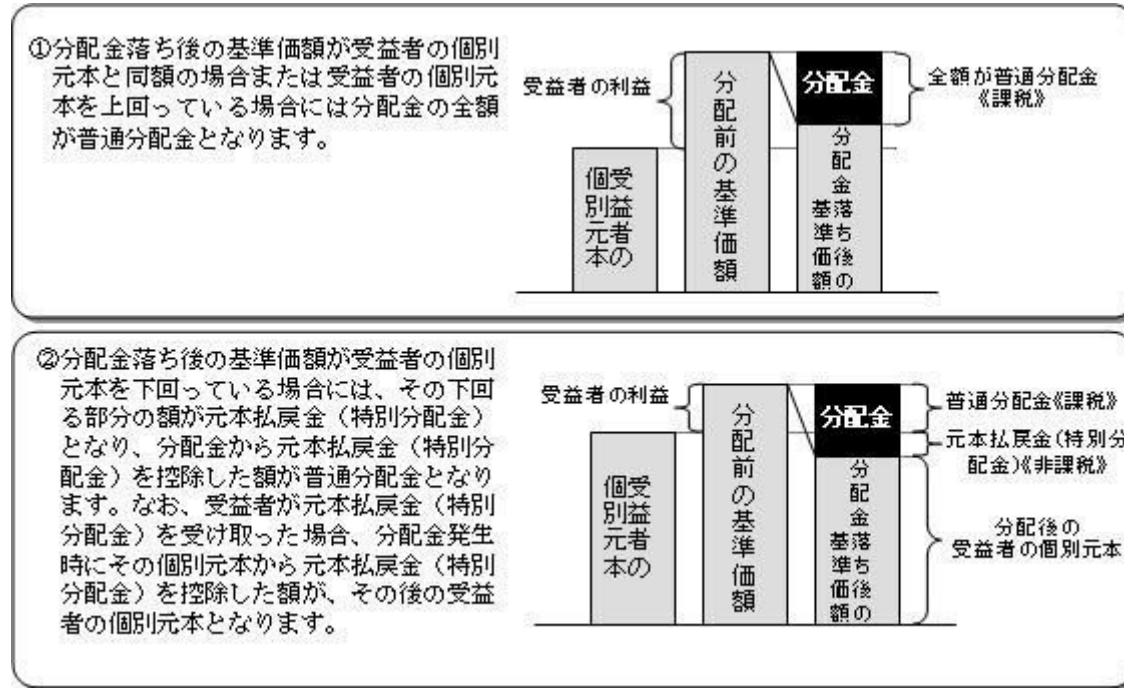 ①分配金落ち後の基準価額が受益者の個別
元本と同額の場合または受益者の個別元
本を上回っている場合には分配金の全額
が普通分配金となります。
受益者の利益
受益者の
個別元本
分配前の基準価額
分配金
分配金落ち後の
基準価額
全額が普通分配金
《課税》
②分配金落ち後の基準価額が受益者の個別
元本を下回っている場合には、その下回
る部分の額が元本払戻金（特別分配金）
となり、分配金から元本払戻金（特別分
配金）を控除した額が普通分配金となり
ます。なお、受益者が元本払戻金（特別
分配金）を受け取った場合、分配金発生
時にその個別元本から元本払戻金（特別
分配金）を控除した額が、その後の受益
者の個別元本となります。
受益者の利益
受益者の
個別元本
分配前の基準価額
分配金
分配金落ち後の
基準価額
普通分配金《課税》
元本払戻金(特別分
配金)《非課税》
分配後の
受益者の個別元本